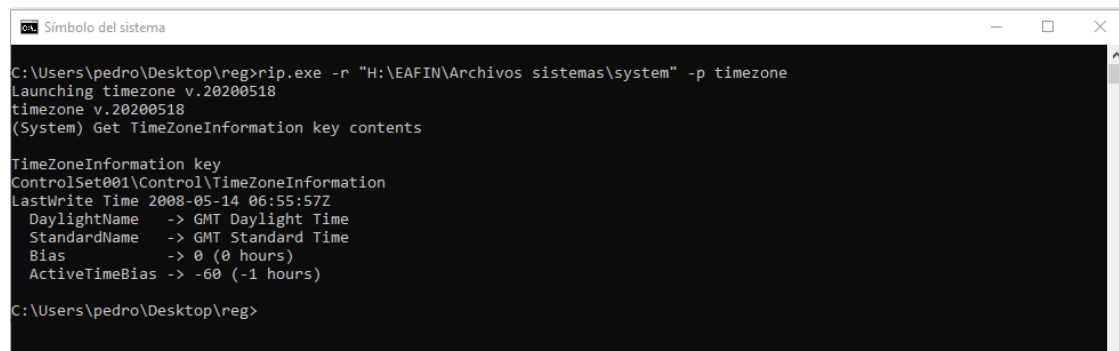 Símbolo del sistema
C:\Users\pedro\Desktop\reg>rip.exe -r "H:\EAFIN\Archivos sistemas\system" -p timezone
Launching timezone v.20200518
timezone v.20200518
(System) Get TimeZoneInformation key contents
TimeZoneInformation key
ControlSet001\Control\TimeZoneInformation
LastWrite Time 2008-05-14 06:55:57Z
DaylightName -> GMT Daylight Time
StandardName -> GMT Standard Time
Bias -> 0 (0 hours)
ActiveTimeBias -> -60 (-1 hours)
C:\Users\pedro\Desktop\reg>